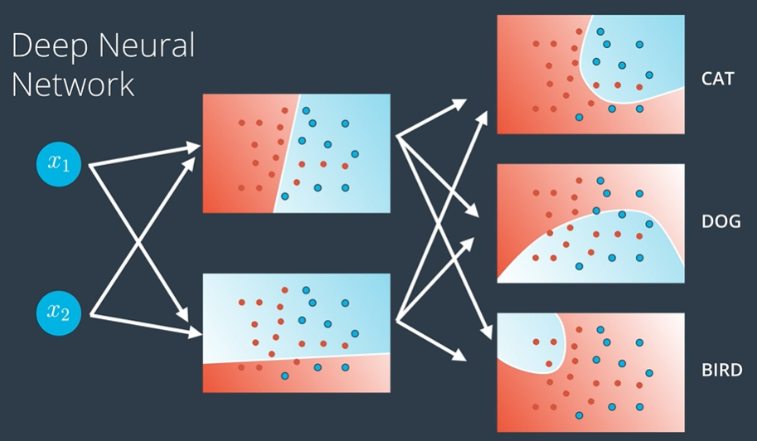 Deep Neural
Network
x₁
x₂
CAT
DOG
BIRD